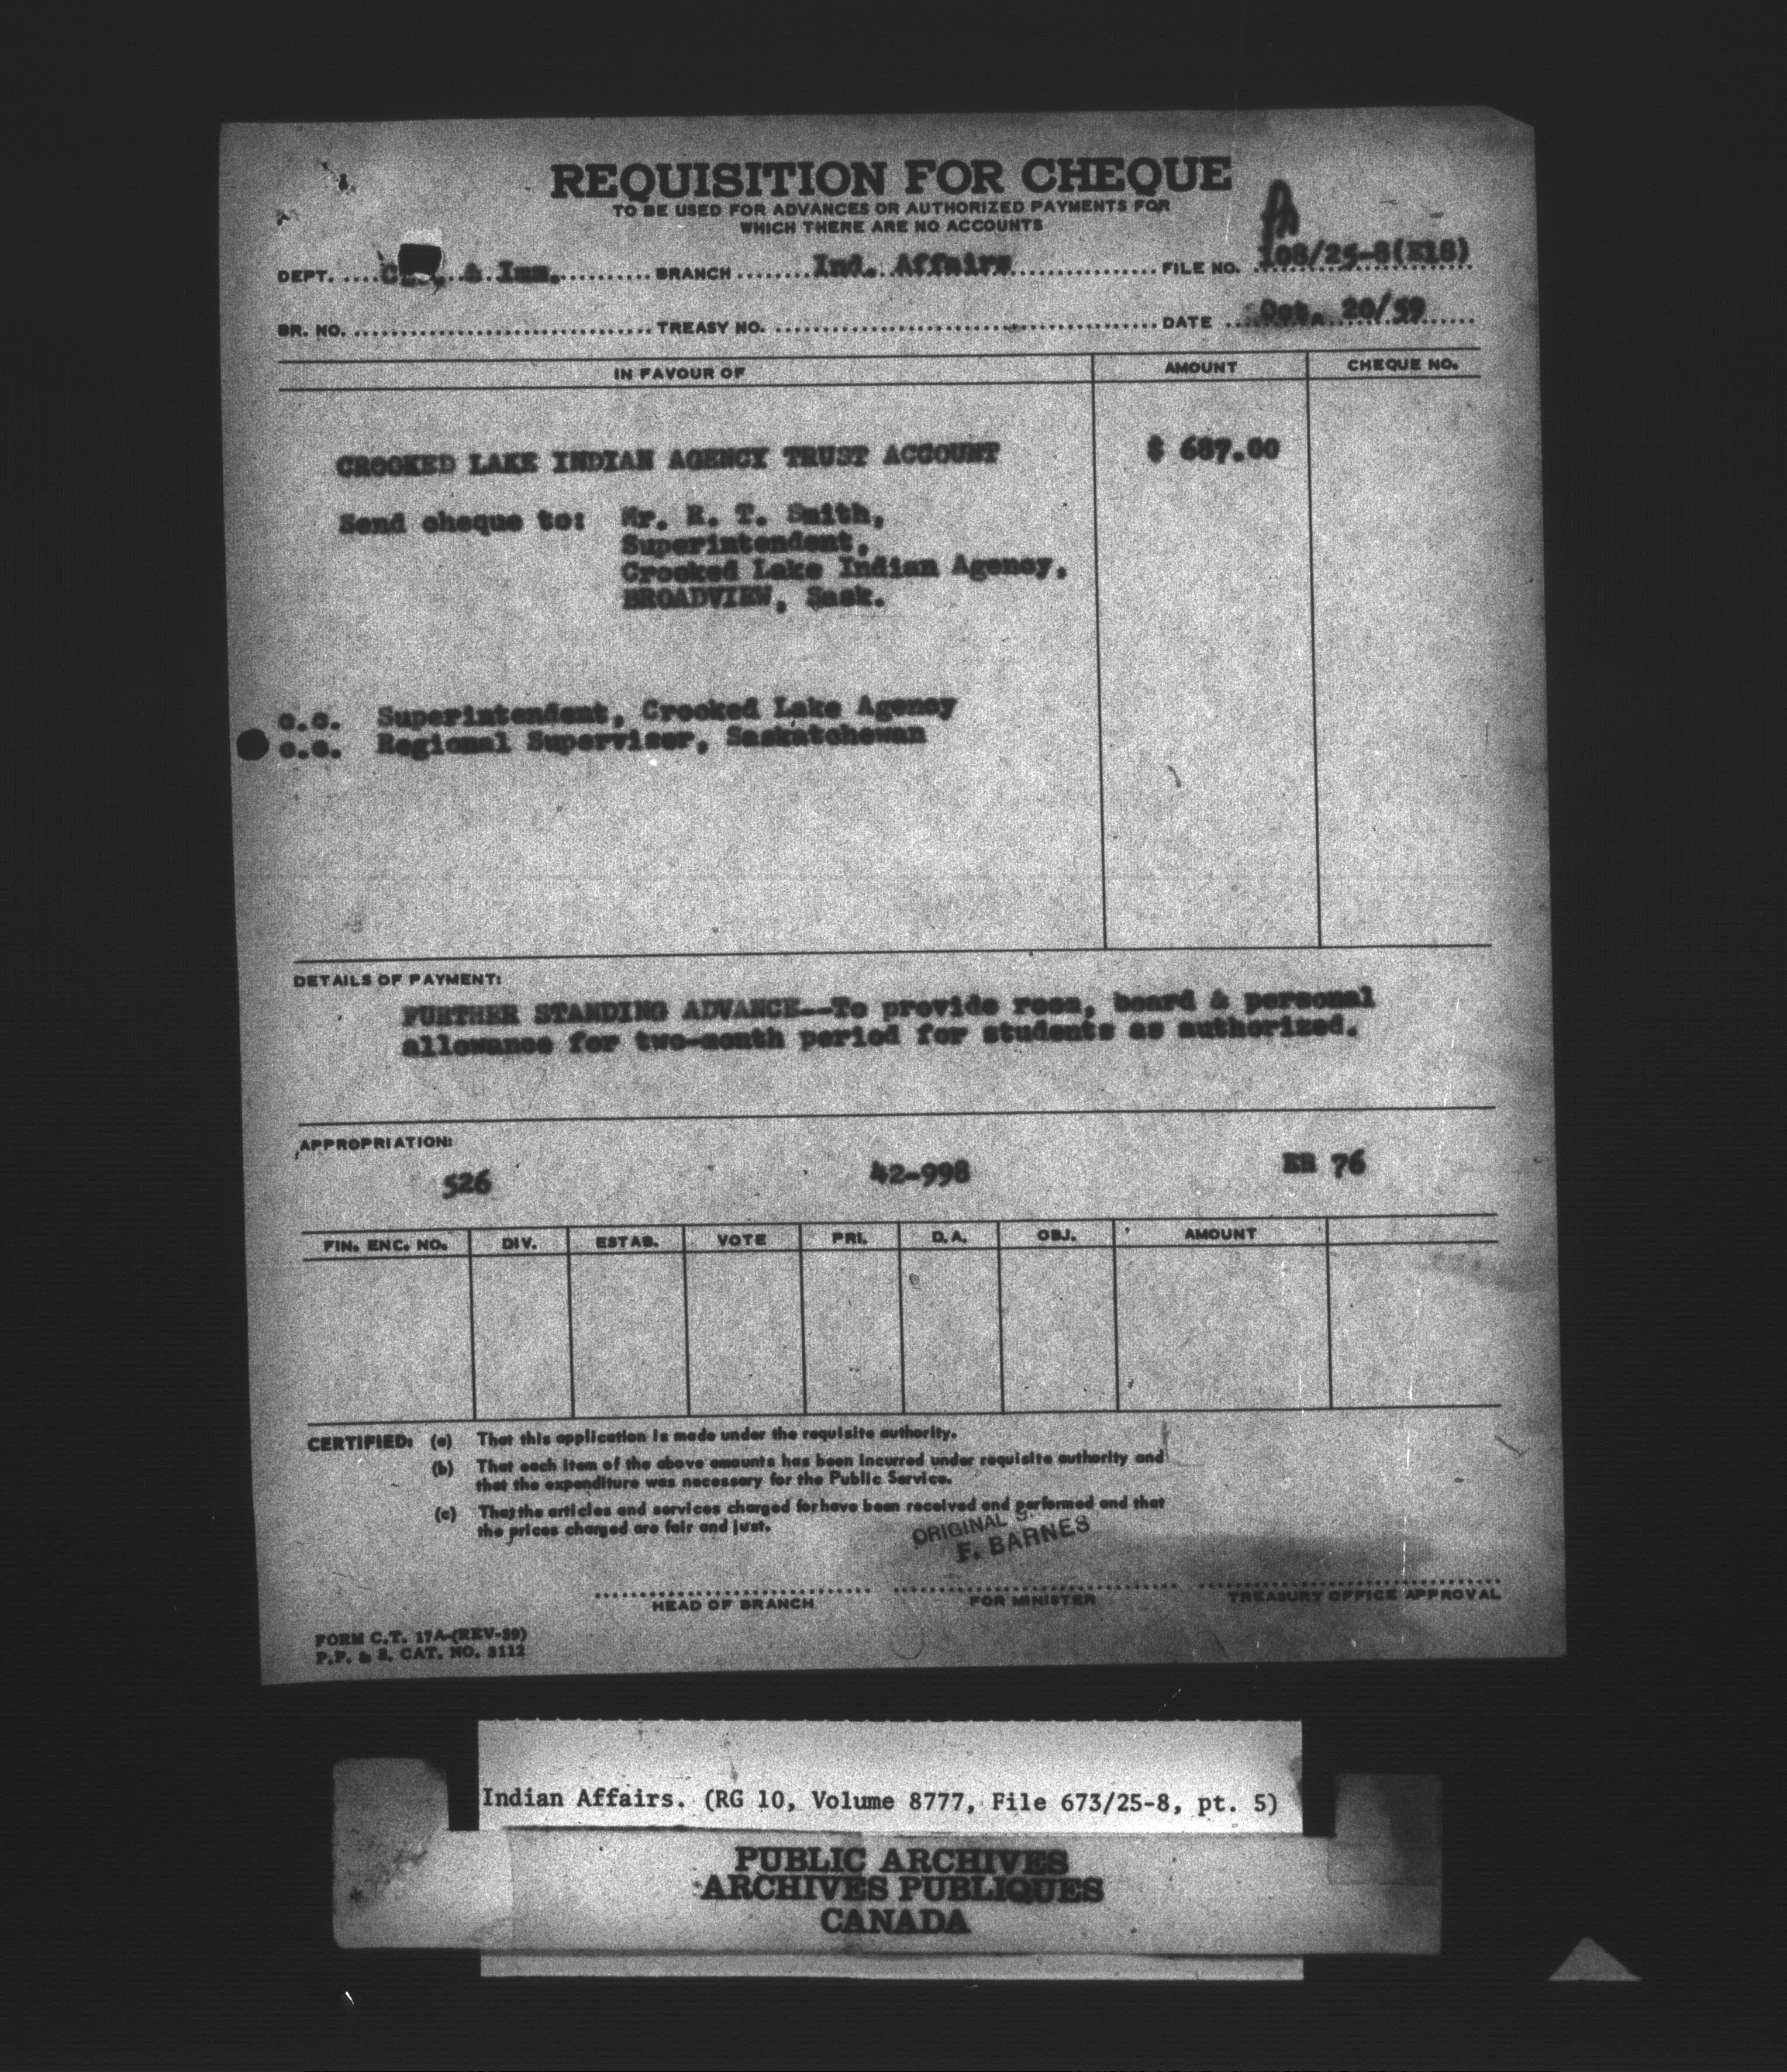 REQUISITION FOR CHEQUE
TO BE USED FOR ADVANCES OR AUTHORIZED PAYMENTS FOR
WHICH THERE ARE NO ACCOUNTS
DEPT. & Imm. BRANCH Ind. Affairs FILE NO. 108/25-8(E18)
BR. NO. TREASY NO. DATE Oct. 20/59
IN FAVOUR OF AMOUNT CHEQUE NO.
CROOKED LAKE INDIAN AGENCY TRUST ACCOUNT $ 687.00
Send cheque to: Mr. R. T. Smith,
Superintendent,
Crooked Lake Indian Agency,
BROADVIEW, Sask.
c.c. Superintendent, Crooked Lake Agency
c.c. Regional Supervisor, Saskatchewan
DETAILS OF PAYMENT:
FURTHER STANDING ADVANCE--To provide room, board & personal
allowance for two-month period for students as authorized.
APPROPRIATION:
526 42-998 ER 76
FIN. ENC. NO. DIV. ESTAB. VOTE PRI. D.A. OBJ. AMOUNT
CERTIFIED: (a) That this application is made under the requisite authority.
(b) That each item of the above amounts has been incurred under requisite authority and
that the expenditure was necessary for the Public Service.
(c) That the articles and services charged for have been received and performed and that
the prices charged are fair and just.
ORIGINAL
F. BARNES
HEAD OF BRANCH FOR MINISTER TREASURY OFFICE APPROVAL
FORM C.T. 17A-(REV-39)
P.P. & S. CAT. NO. 3112
Indian Affairs. (RG 10, Volume 8777, File 673/25-8, pt. 5)
PUBLIC ARCHIVES
ARCHIVES PUBLIQUES
CANADA